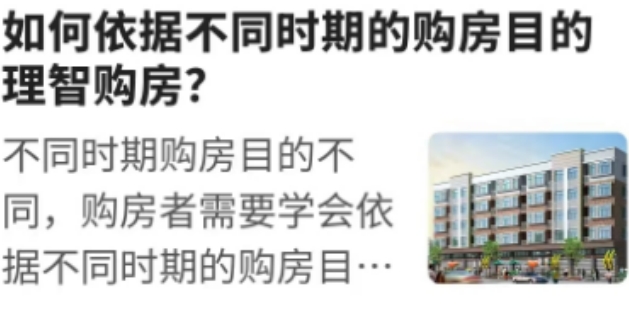 如何依据不同时期的购房目的
理智购房？
不同时期购房目的不
同，购房者需要学会依
据不同时期的购房目…